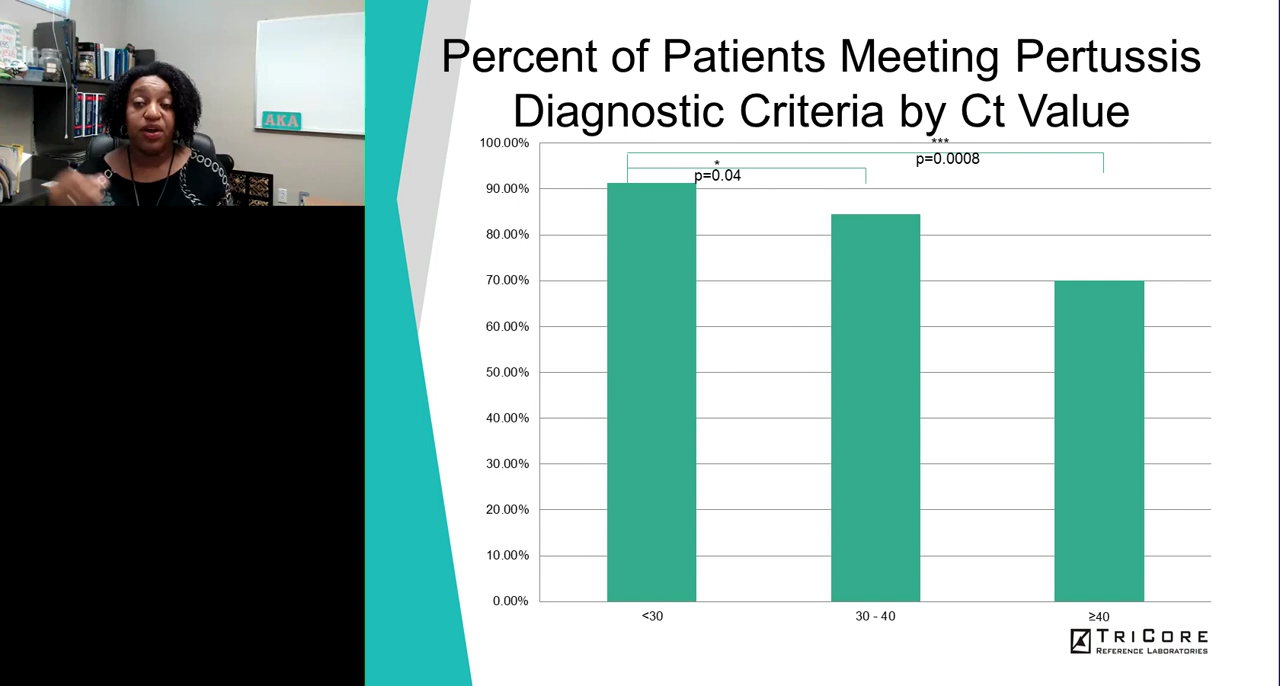 Percent of Patients Meeting Pertussis
Diagnostic Criteria by Ct Value
100.00%
90.00%
80.00%
70.00%
60.00%
50.00%
40.00%
30.00%
20.00%
10.00%
0.00%
***
p=0.0008
*
p=0.04
<30
30 - 40
≥40
TriCore
Reference Laboratories
AKA